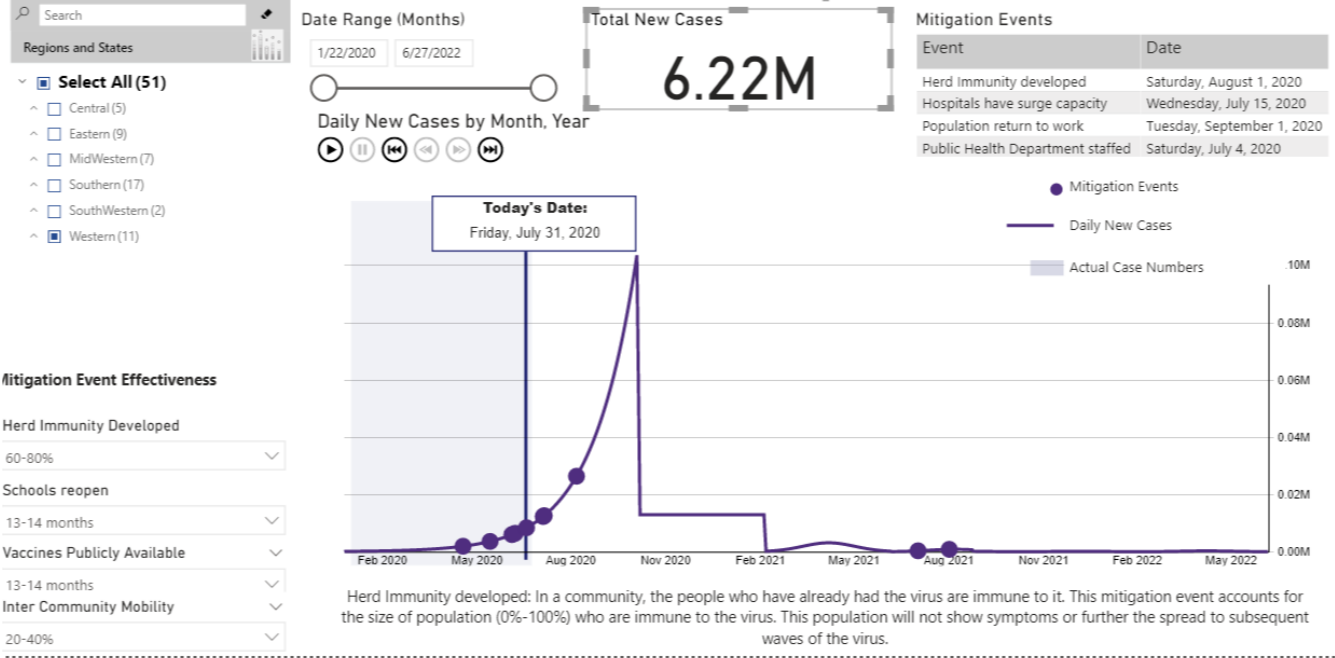 Search
Regions and States
Select All (51)
Central (5)
Eastern (9)
MidWestern (7)
Southern (17)
SouthWestern (2)
Western (11)
Date Range (Months)
1/22/2020 6/27/2022
Total New Cases
6.22M
Mitigation Events
Event Date
Herd Immunity developed Saturday, August 1, 2020
Hospitals have surge capacity Wednesday, July 15, 2020
Population return to work Tuesday, September 1, 2020
Public Health Department staffed Saturday, July 4, 2020
Daily New Cases by Month, Year
Mitigation Events
Daily New Cases
Actual Case Numbers
Today's Date:
Friday, July 31, 2020
.10M
0.08M
0.06M
0.04M
0.02M
0.00M
Feb 2020 May 2020 Aug 2020 Nov 2020 Feb 2021 May 2021 Aug 2021 Nov 2021 Feb 2022 May 2022
Mitigation Event Effectiveness
Herd Immunity Developed
60-80%
Schools reopen
13-14 months
Vaccines Publicly Available
13-14 months
Inter Community Mobility
20-40%
Herd Immunity developed: In a community, the people who have already had the virus are immune to it. This mitigation event accounts for
the size of population (0%-100%) who are immune to the virus. This population will not show symptoms or further the spread to subsequent
waves of the virus.